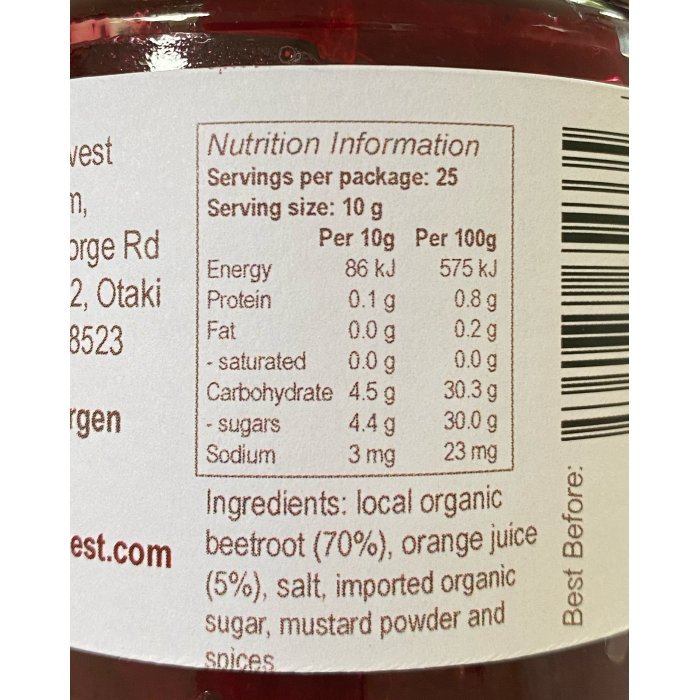 vest
Rd
2, Otaki
8523
rgen
est.com
Nutrition Information
Servings per package: 25
Serving size: 10 g
Per 10g Per 100g
Energy 86 kJ 575 kJ
Protein 0.1 g 0.8 g
Fat 0.0 g 0.2 g
- saturated 0.0 g 0.0 g
Carbohydrate 4.5 g 30.3 g
- sugars 4.4 g 30.0 g
Sodium 3 mg 23 mg
Ingredients: local organic
beetroot (70%), orange juice
(5%), salt, imported organic
sugar, mustard powder and
spices
Best Before: